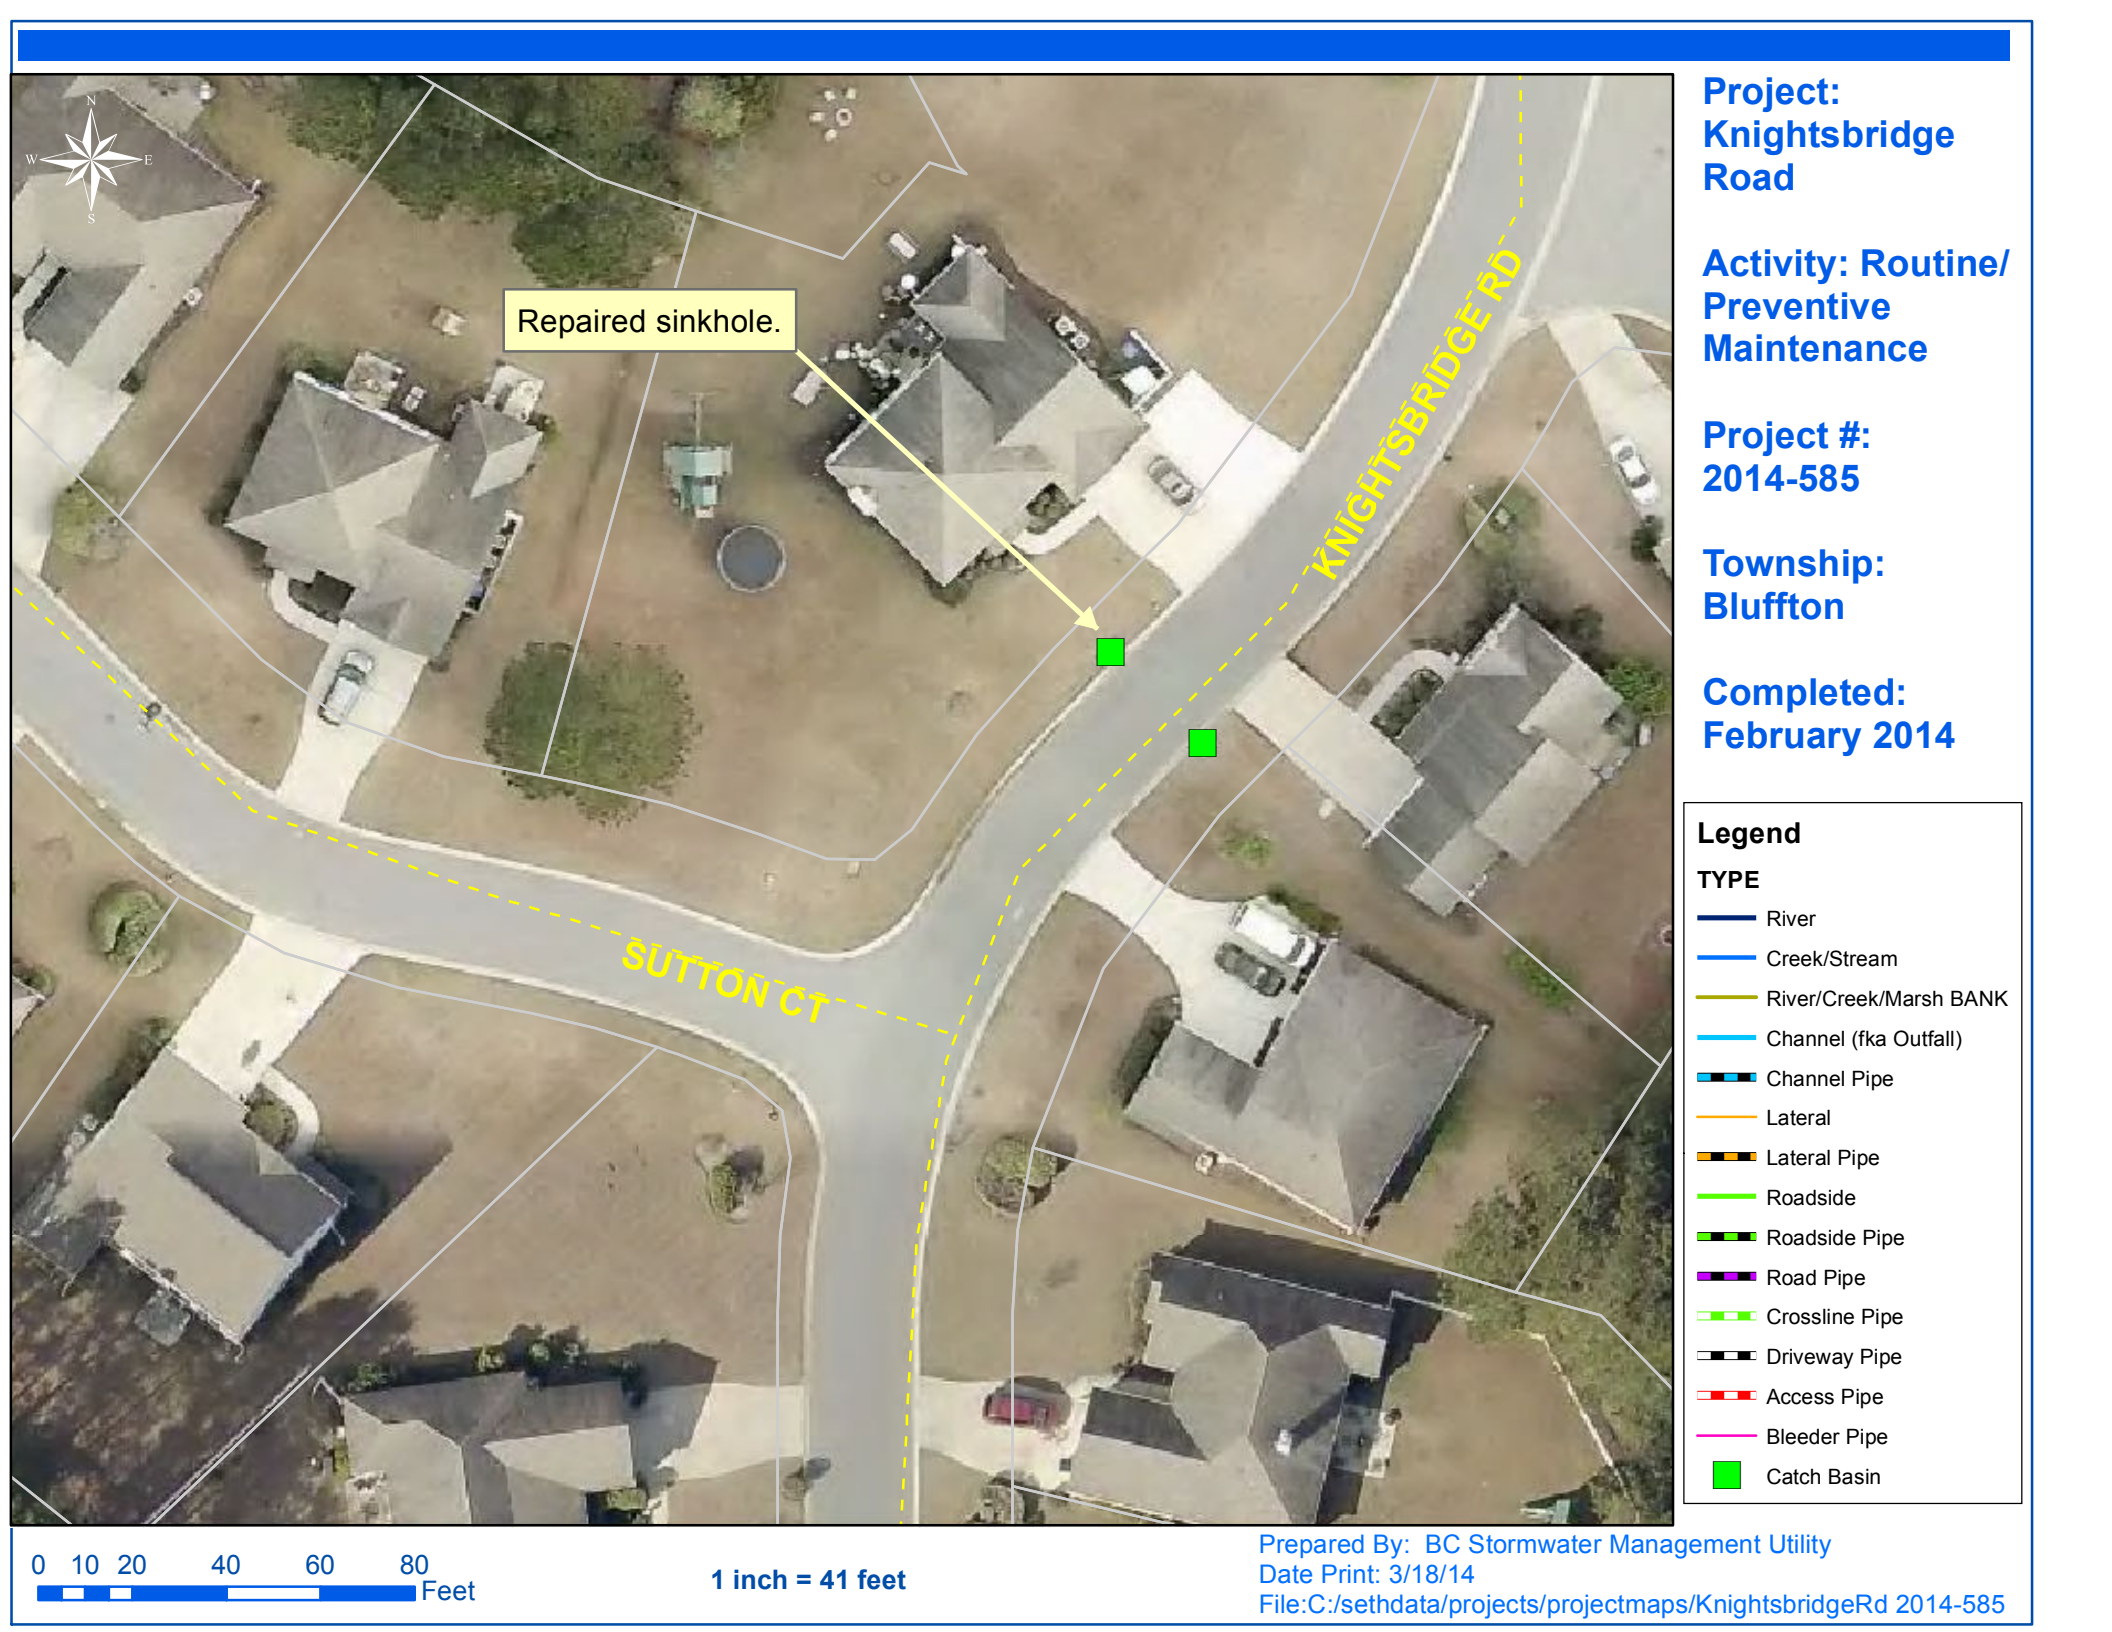 Project:
Knightsbridge
Road
Activity: Routine/
Preventive
Maintenance
Project #:
2014-585
Township:
Bluffton
Completed:
February 2014
N
W
E
S
Repaired sinkhole.
KNIGHTSBRIDGE RD
SUTTON CT
Legend
TYPE
River
Creek/Stream
River/Creek/Marsh BANK
Channel (fka Outfall)
Channel Pipe
Lateral
Lateral Pipe
Roadside
Roadside Pipe
Road Pipe
Crossline Pipe
Driveway Pipe
Access Pipe
Bleeder Pipe
Catch Basin
0 10 20 40 60 80
Feet
1 inch = 41 feet
Prepared By: BC Stormwater Management Utility
Date Print: 3/18/14
File:C:/sethdata/projects/projectmaps/KnightsbridgeRd 2014-585